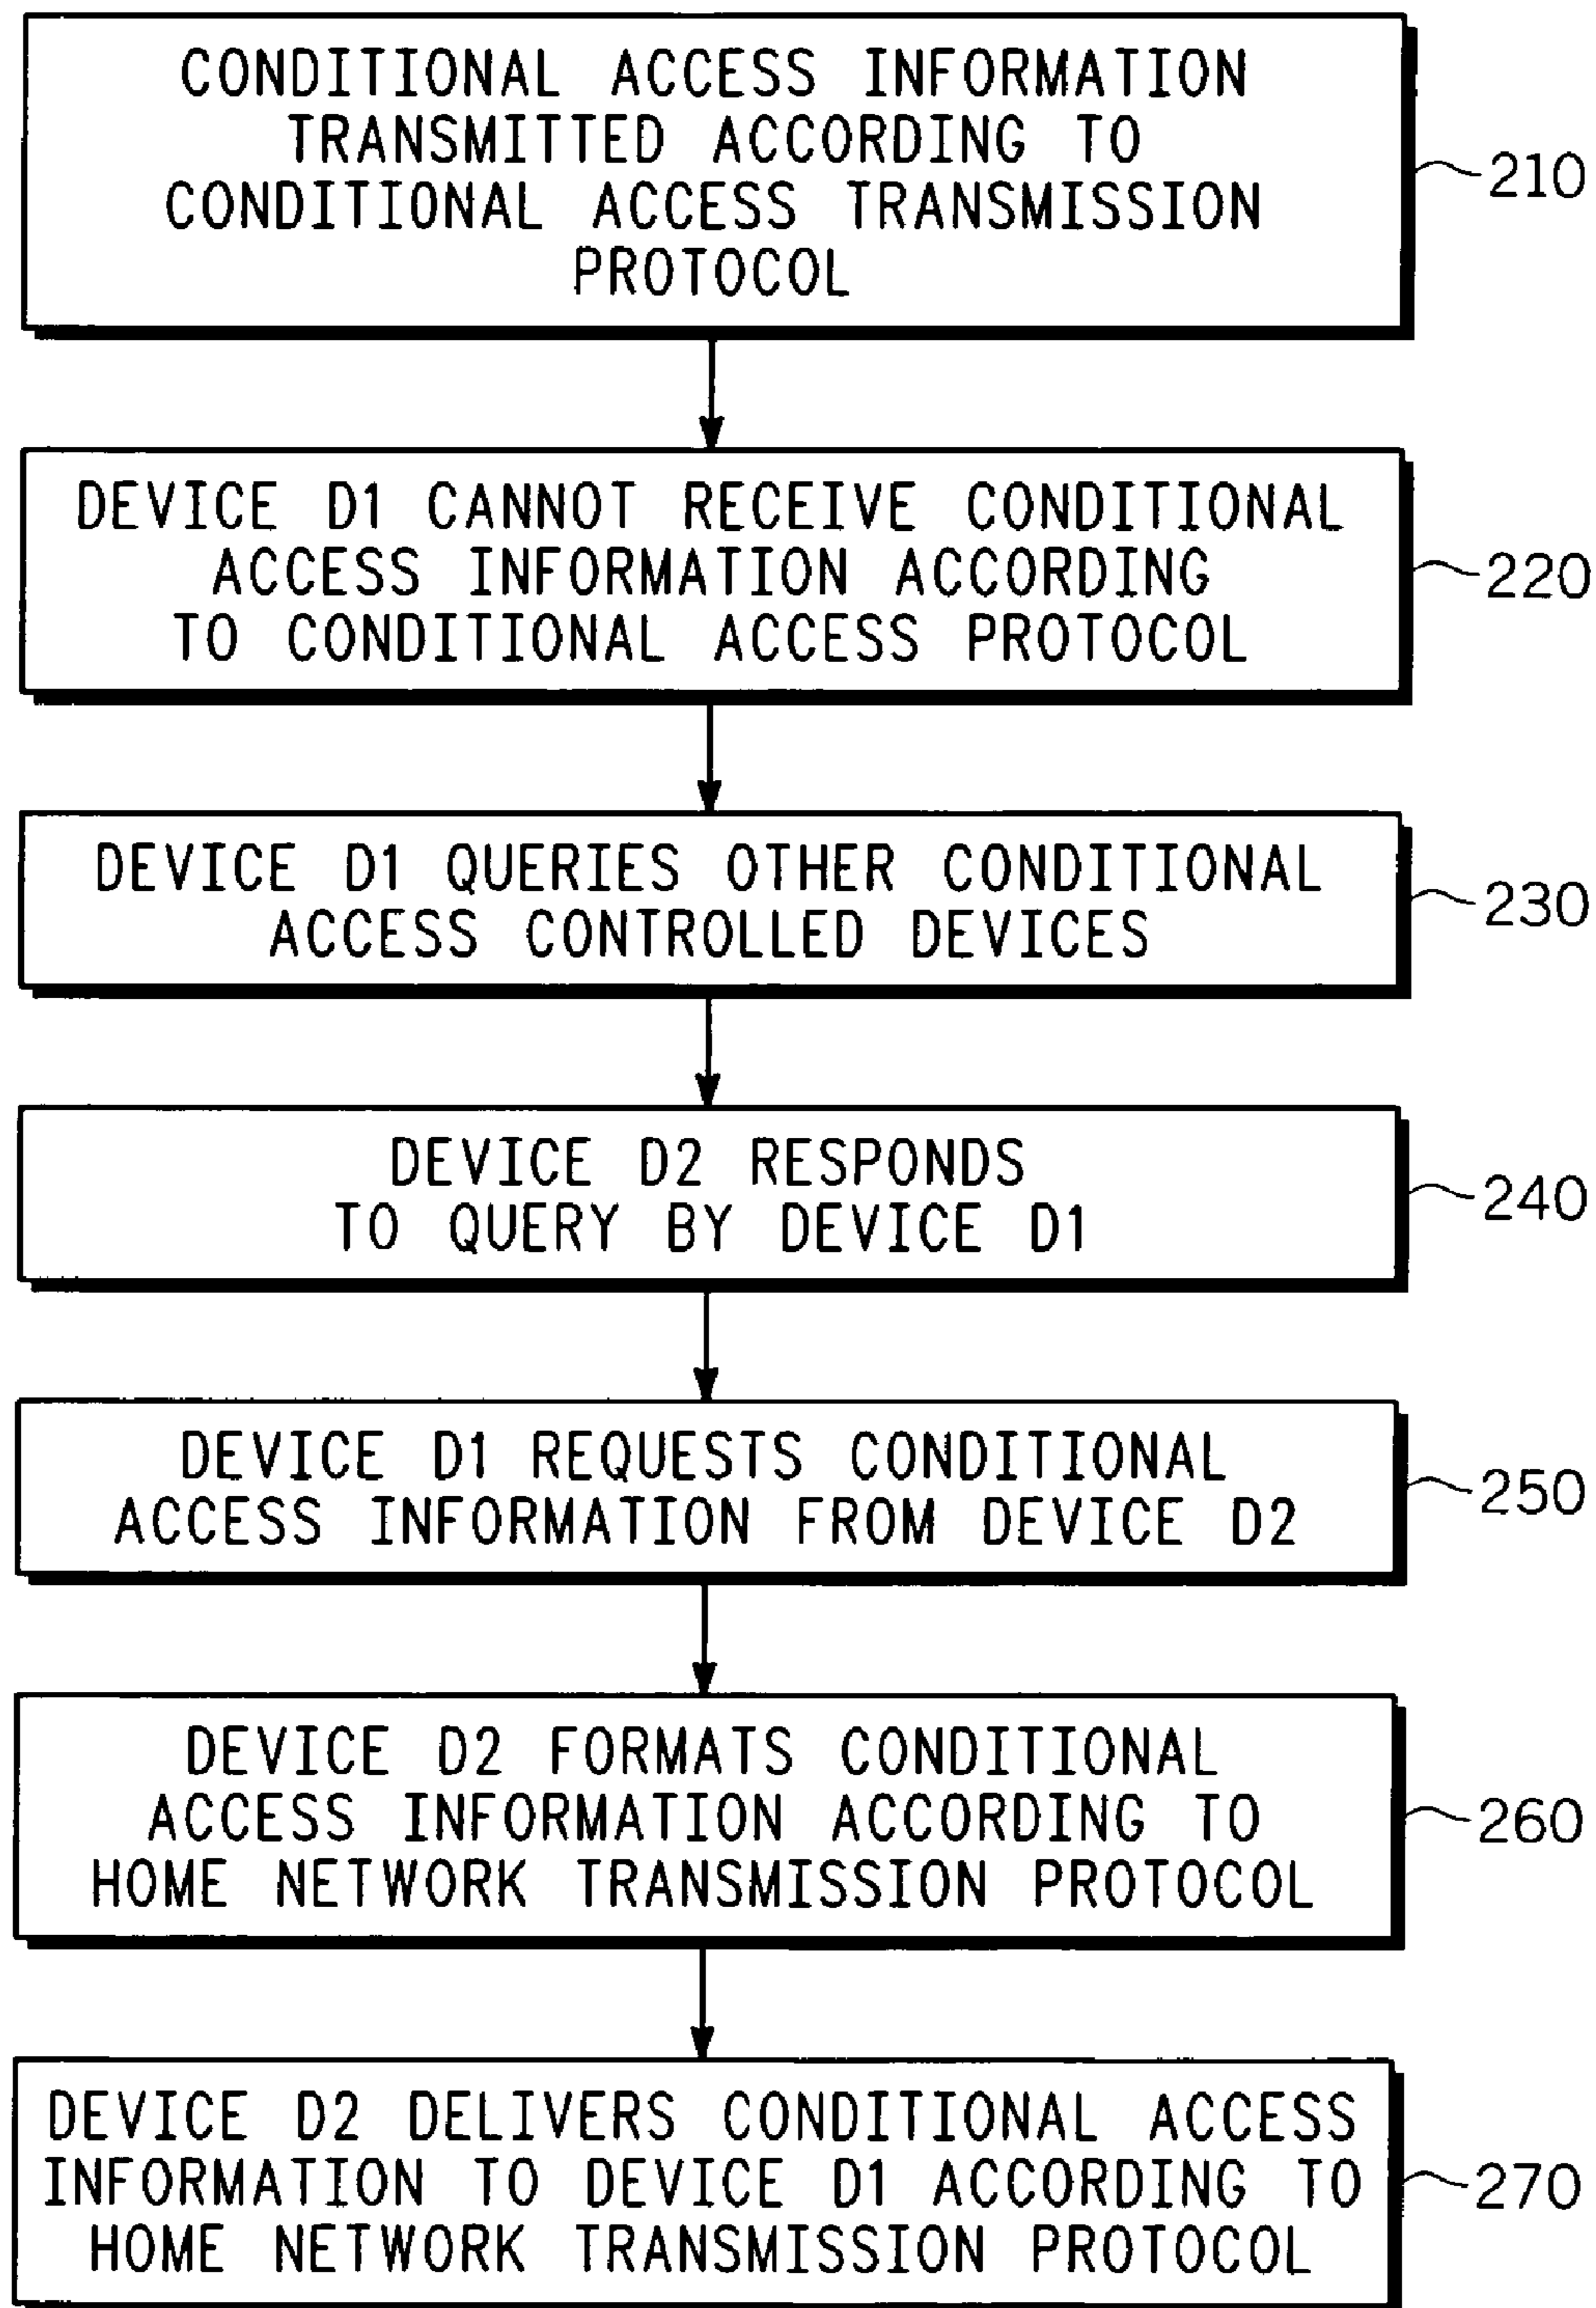 CONDITIONAL ACCESS INFORMATION
TRANSMITTED ACCORDING TO
CONDITIONAL ACCESS TRANSMISSION
PROTOCOL
210
DEVICE D1 CANNOT RECEIVE CONDITIONAL
ACCESS INFORMATION ACCORDING
TO CONDITIONAL ACCESS PROTOCOL
220
DEVICE D1 QUERIES OTHER CONDITIONAL
ACCESS CONTROLLED DEVICES
230
DEVICE D2 RESPONDS
TO QUERY BY DEVICE D1
240
DEVICE D1 REQUESTS CONDITIONAL
ACCESS INFORMATION FROM DEVICE D2
250
DEVICE D2 FORMATS CONDITIONAL
ACCESS INFORMATION ACCORDING TO
HOME NETWORK TRANSMISSION PROTOCOL
260
DEVICE D2 DELIVERS CONDITIONAL ACCESS
INFORMATION TO DEVICE D1 ACCORDING TO
HOME NETWORK TRANSMISSION PROTOCOL
270